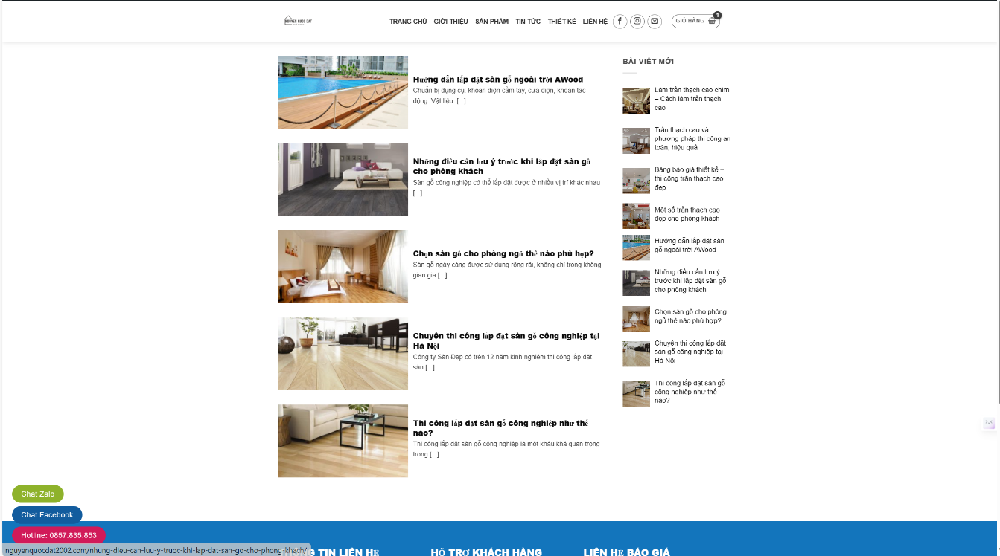 NGUYEN QUOC DAT
TRANG CHỦ GIỚI THIỆU SẢN PHẨM TIN TỨC THIẾT KẾ LIÊN HỆ GIỎ HÀNG 1
Hướng dẫn lắp đặt sàn gỗ ngoài trời AWood
Chuẩn bị dụng cụ: khoan điện cầm tay, cưa điện, khoan tác
động. Vật liệu: [...]
Những điều cần lưu ý trước khi lắp đặt sàn gỗ
cho phòng khách
Sàn gỗ công nghiệp có thể lắp đặt được ở nhiều vị trí khác nhau
[...]
Chọn sàn gỗ cho phòng ngủ thế nào phù hợp?
Sàn gỗ ngày càng được sử dụng rộng rãi, không chỉ trong không
gian gia [...]
Chuyên thi công lắp đặt sàn gỗ công nghiệp tại
Hà Nội
Công ty Sàn Đẹp có trên 12 năm kinh nghiệm thi công lắp đặt
sàn [...]
Thi công lắp đặt sàn gỗ công nghiệp như thế
nào?
Thi công lắp đặt sàn gỗ công nghiệp là một khâu khá quan trọng
trong [...]
BÀI VIẾT MỚI
Làm trần thạch cao chìm
– Cách làm trần thạch
cao
Trần thạch cao và
phương pháp thi công an
toàn, hiệu quả
Bảng báo giá thiết kế –
thi công trần thạch cao
đẹp
Một số trần thạch cao
đẹp cho phòng khách
Hướng dẫn lắp đặt sàn
gỗ ngoài trời AWood
Những điều cần lưu ý
trước khi lắp đặt sàn gỗ
cho phòng khách
Chọn sàn gỗ cho phòng
ngủ thế nào phù hợp?
Chuyên thi công lắp đặt
sàn gỗ công nghiệp tại
Hà Nội
Thi công lắp đặt sàn gỗ
công nghiệp như thế
nào?
Chat Zalo
Chat Facebook
Hotline: 0857.835.853
nguyenquocdat2002.com/nhung-dieu-can-luu-y-truoc-khi-lap-dat-san-go-cho-phong-khach/
TIN LIÊN HỆ HỖ TRỢ KHÁCH HÀNG LIÊN HỆ BÁO GIÁ